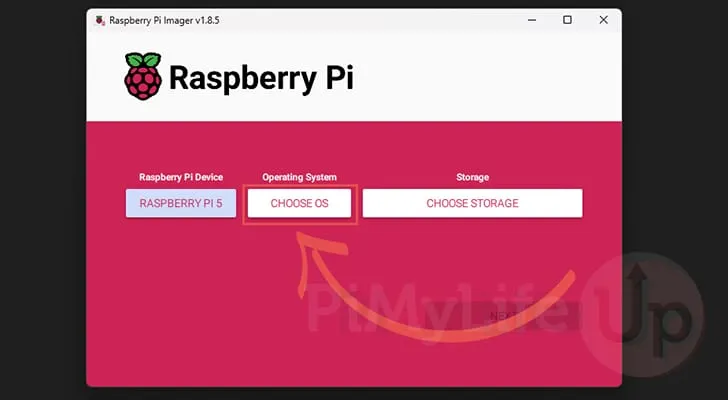 Raspberry Pi Imager v1.8.5
Raspberry Pi
Raspberry Pi Device
Operating System
Storage
RASPBERRY PI 5
CHOOSE OS
CHOOSE STORAGE
NEXT
PiMyLifeUp